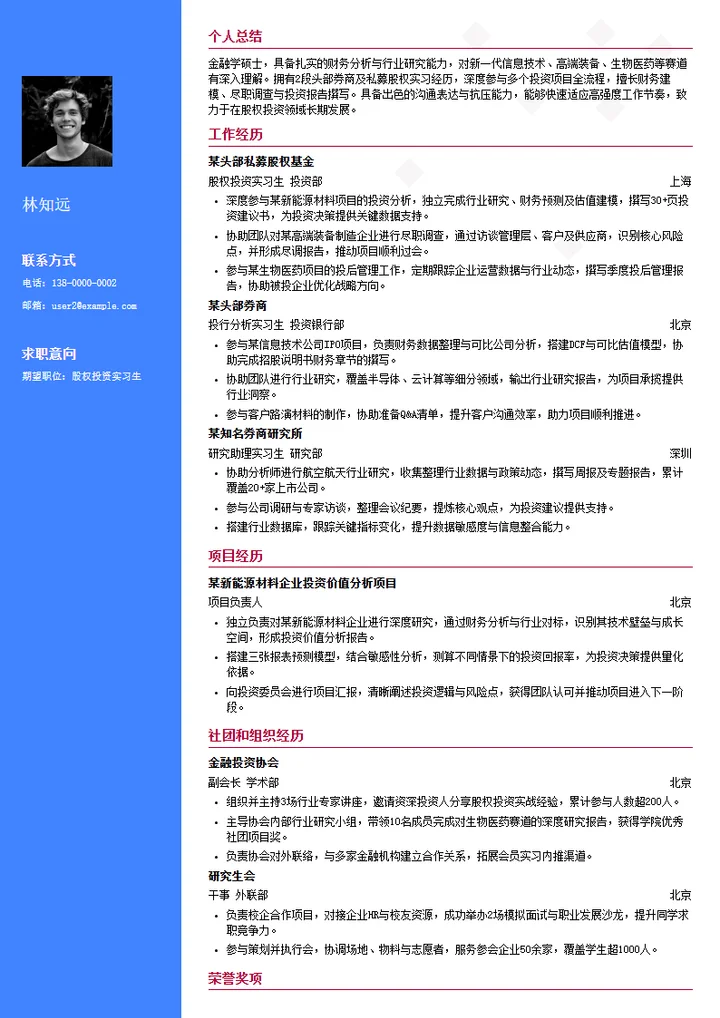 林知远
联系方式
电话：138-0000-0002
邮箱：user2@example.com
求职意向
期望职位：股权投资实习生
个人总结
金融学硕士，具备扎实的财务分析与行业研究能力，对新一代信息技术、高端装备、生物医药等赛道
有深入理解。拥有2段头部券商及私募股权实习经历，深度参与多个投资项目全流程，擅长财务建
模、尽职调查与投资报告撰写。具备出色的沟通表达与抗压能力，能够快速适应高强度工作节奏，致
力于在股权投资领域长期发展。
工作经历
某头部私募股权基金
股权投资实习生 投资部 上海
• 深度参与某新能源材料项目的投资分析，独立完成行业研究、财务预测及估值建模，撰写30+页投
资建议书，为投资决策提供关键数据支持。
• 协助团队对某高端装备制造企业进行尽职调查，通过访谈管理层、客户及供应商，识别核心风险
点，并形成尽调报告，推动项目顺利过会。
• 参与某生物医药项目的投后管理工作，定期跟踪企业运营数据与行业动态，撰写季度投后管理报
告，协助被投企业优化战略方向。
某头部券商
投行分析实习生 投资银行部 北京
• 参与某信息技术公司IPO项目，负责财务数据整理与可比公司分析，搭建DCF与可比估值模型，协
助完成招股说明书财务章节的撰写。
• 协助团队进行行业研究，覆盖半导体、云计算等细分领域，输出行业研究报告，为项目承揽提供
行业洞察。
• 参与客户路演材料的制作，协助准备Q&A清单，提升客户沟通效率，助力项目顺利推进。
某知名券商研究所
研究助理实习生 研究部 深圳
• 协助分析师进行航空航天行业研究，收集整理行业数据与政策动态，撰写周报及专题报告，累计
覆盖20+家上市公司。
• 参与公司调研与专家访谈，整理会议纪要，提炼核心观点，为投资建议提供支持。
• 搭建行业数据库，跟踪关键指标变化，提升数据敏感度与信息整合能力。
项目经历
某新能源材料企业投资价值分析项目
项目负责人 北京
• 独立负责对某新能源材料企业进行深度研究，通过财务分析与行业对标，识别其技术壁垒与成长
空间，形成投资价值分析报告。
• 搭建三张报表预测模型，结合敏感性分析，测算不同情景下的投资回报率，为投资决策提供量化
依据。
• 向投资委员会进行项目汇报，清晰阐述投资逻辑与风险点，获得团队认可并推动项目进入下一阶
段。
社团和组织经历
金融投资协会
副会长 学术部 北京
• 组织并主持3场行业专家讲座，邀请资深投资人分享股权投资实战经验，累计参与人数超200人。
• 主导协会内部行业研究小组，带领10名成员完成对生物医药赛道的深度研究报告，获得学院优秀
社团项目奖。
• 负责协会对外联络，与多家金融机构建立合作关系，拓展会员实习内推渠道。
研究生会
干事 外联部 北京
• 负责校企合作项目，对接企业HR与校友资源，成功举办2场模拟面试与职业发展沙龙，提升同学求
职竞争力。
• 参与策划并执行会，协调场地、物料与志愿者，服务参会企业50余家，覆盖学生超1000人。
荣誉奖项